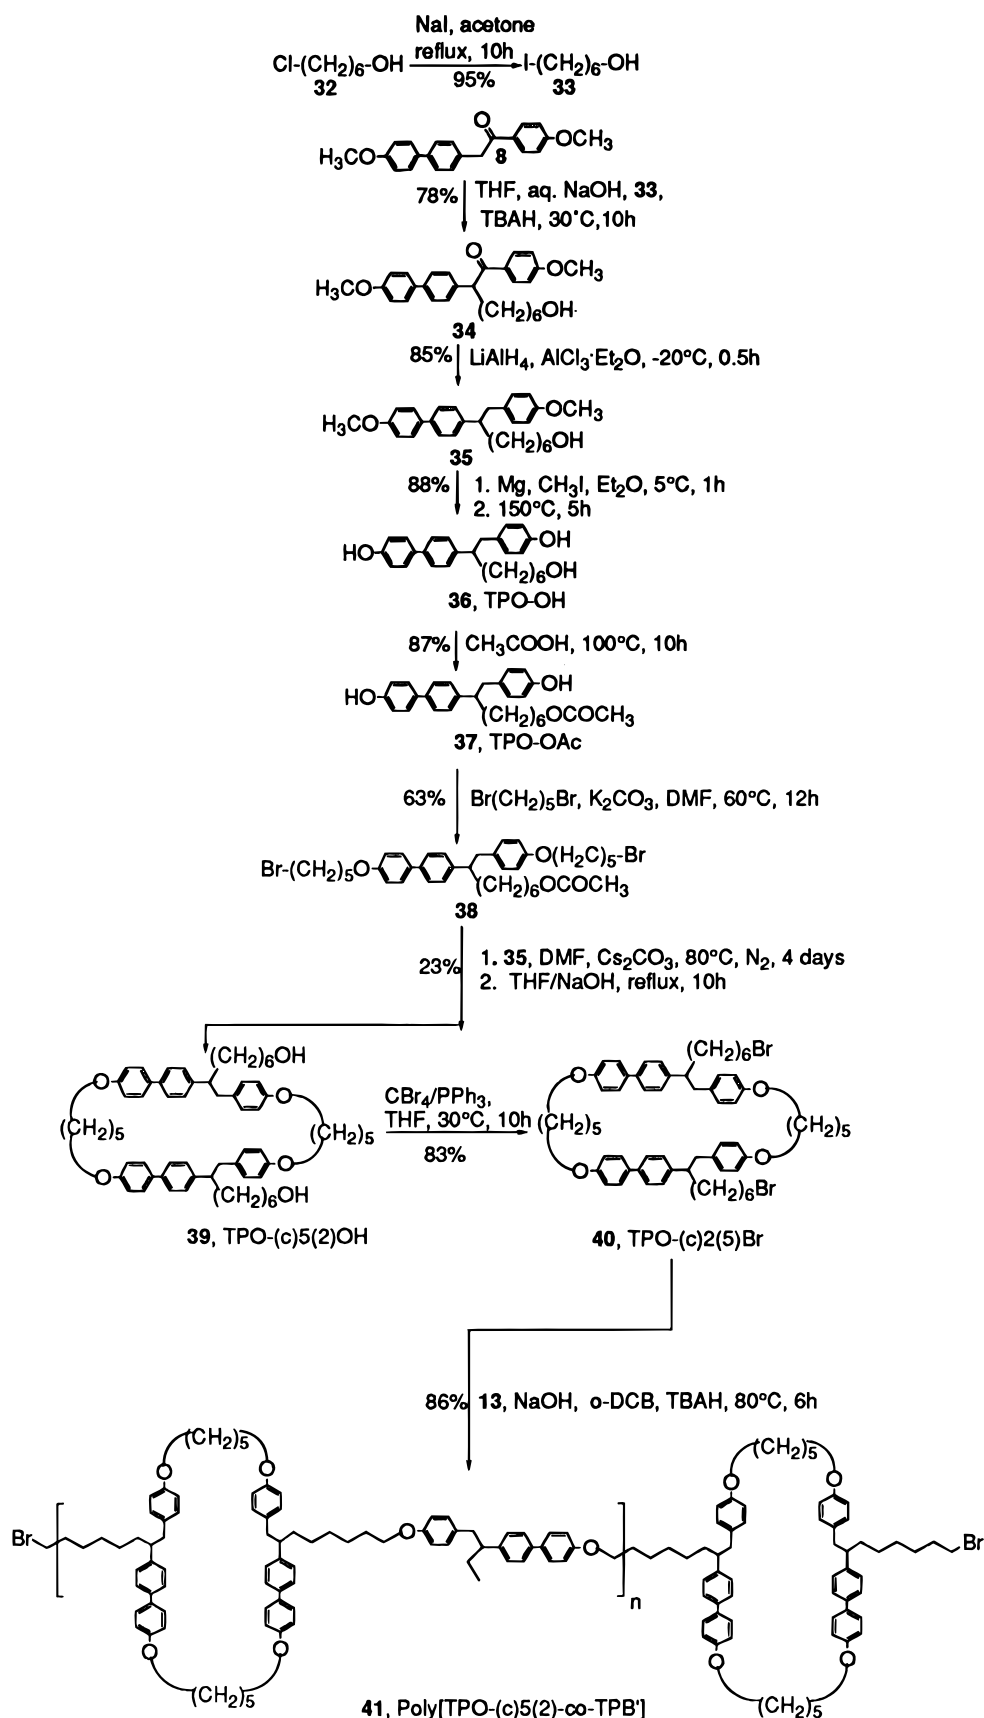 NaI, acetone
reflux, 10h
Cl-(CH2)6-OH
I-(CH2)6-OH
32
95%
33
O
OCH3
H3CO
8
78%
THF, aq. NaOH, 33,
TBAH, 30°C,10h
O
OCH3
H3CO
(CH2)6OH
34
85%
LiAlH4, AlCl3·Et2O, -20°C, 0.5h
OCH3
H3CO
(CH2)6OH
35
88%
1. Mg, CH3I, Et2O, 5°C, 1h
2. 150°C, 5h
OH
HO
(CH2)6OH
36, TPO-OH
87%
CH3COOH, 100°C, 10h
OH
HO
(CH2)6OCOCH3
37, TPO-OAc
63%
Br(CH2)5Br, K2CO3, DMF, 60°C, 12h
O(H2C)5-Br
Br-(CH2)5O
(CH2)6OCOCH3
38
23%
1. 35, DMF, Cs2CO3, 80°C, N2, 4 days
2. THF/NaOH, reflux, 10h
(CH2)6OH
O
O
(CH2)5
(CH2)5
O
O
(CH2)6OH
39, TPO-(c)5(2)OH
CBr4/PPh3,
THF, 30°C, 10h
83%
(CH2)6Br
O
O
(CH2)5
(CH2)5
O
O
(CH2)6Br
40, TPO-(c)2(5)Br
86%
13, NaOH, o-DCB, TBAH, 80°C, 6h
(CH2)5
(CH2)5
O
O
O
O
Br
O
O
Br
n
O
O
O
O
(CH2)5
(CH2)5
41, Poly[TPO-(c)5(2)-co-TPB']